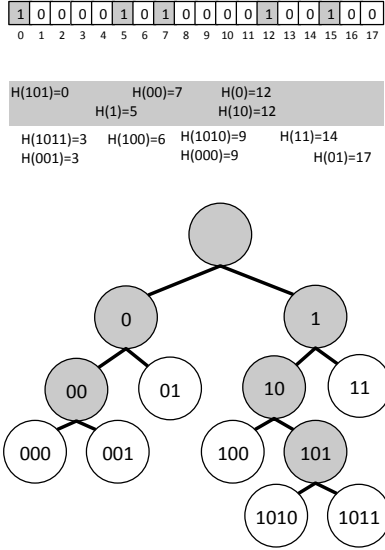 1 0 0 0 0 1 0 1 0 0 0 0 1 0 0 1 0 0
0 1 2 3 4 5 6 7 8 9 10 11 12 13 14 15 16 17
H(101)=0 H(00)=7 H(0)=12
H(1)=5 H(10)=12
H(1011)=3 H(100)=6 H(1010)=9 H(11)=14
H(001)=3 H(000)=9 H(01)=17
0 1
00 01 10 11
000 001 100 101
1010 1011